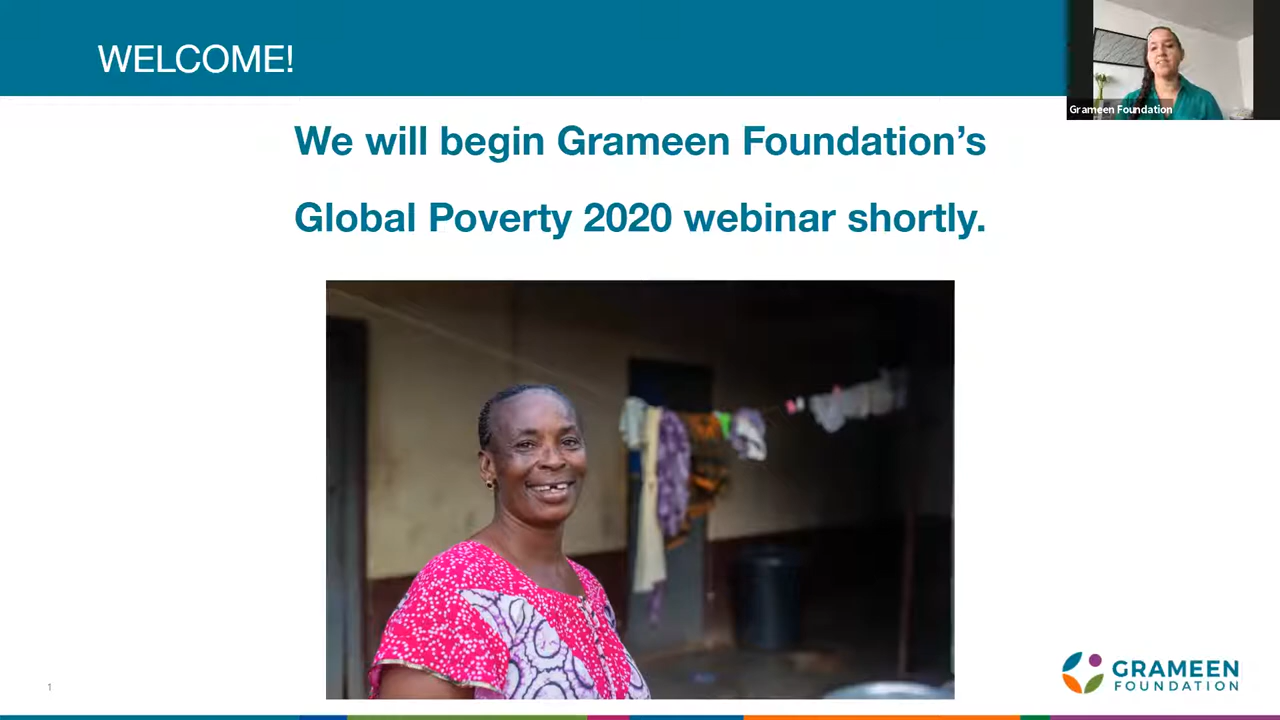 WELCOME!
Grameen Foundation
We will begin Grameen Foundation’s
Global Poverty 2020 webinar shortly.
1
GRAMEEN
FOUNDATION